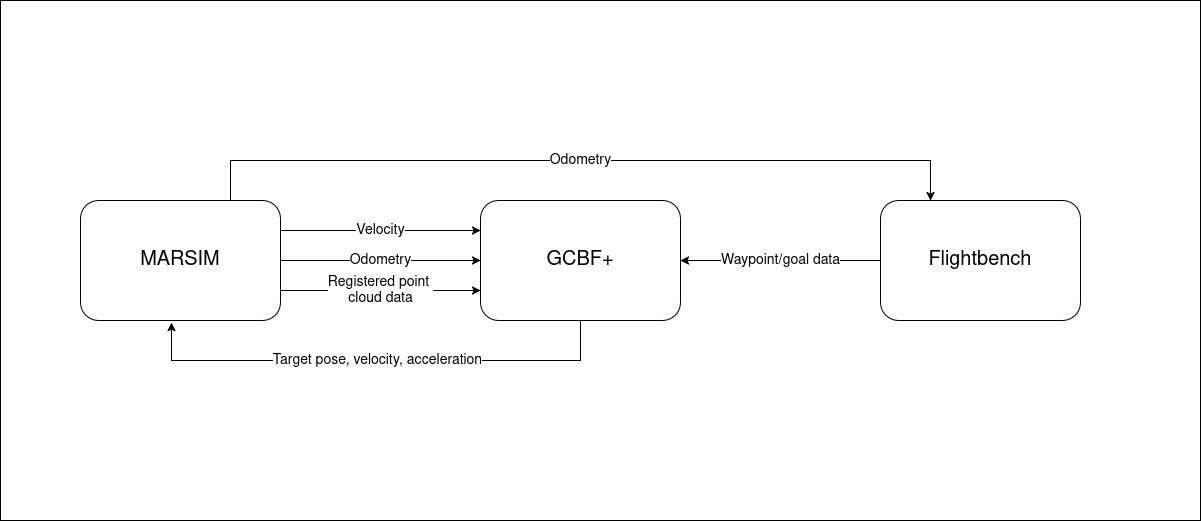 Odometry
MARSIM
Velocity
Odometry
Registered point
cloud data
GCBF+
Waypoint/goal data
Flightbench
Target pose, velocity, acceleration